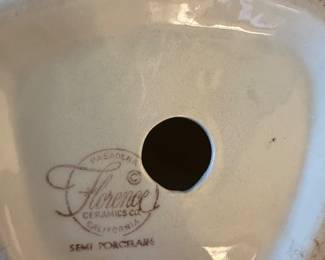 PASADENA
©
Florence
CERAMICS CO.
CALIFORNIA
SEMI PORCELAIN